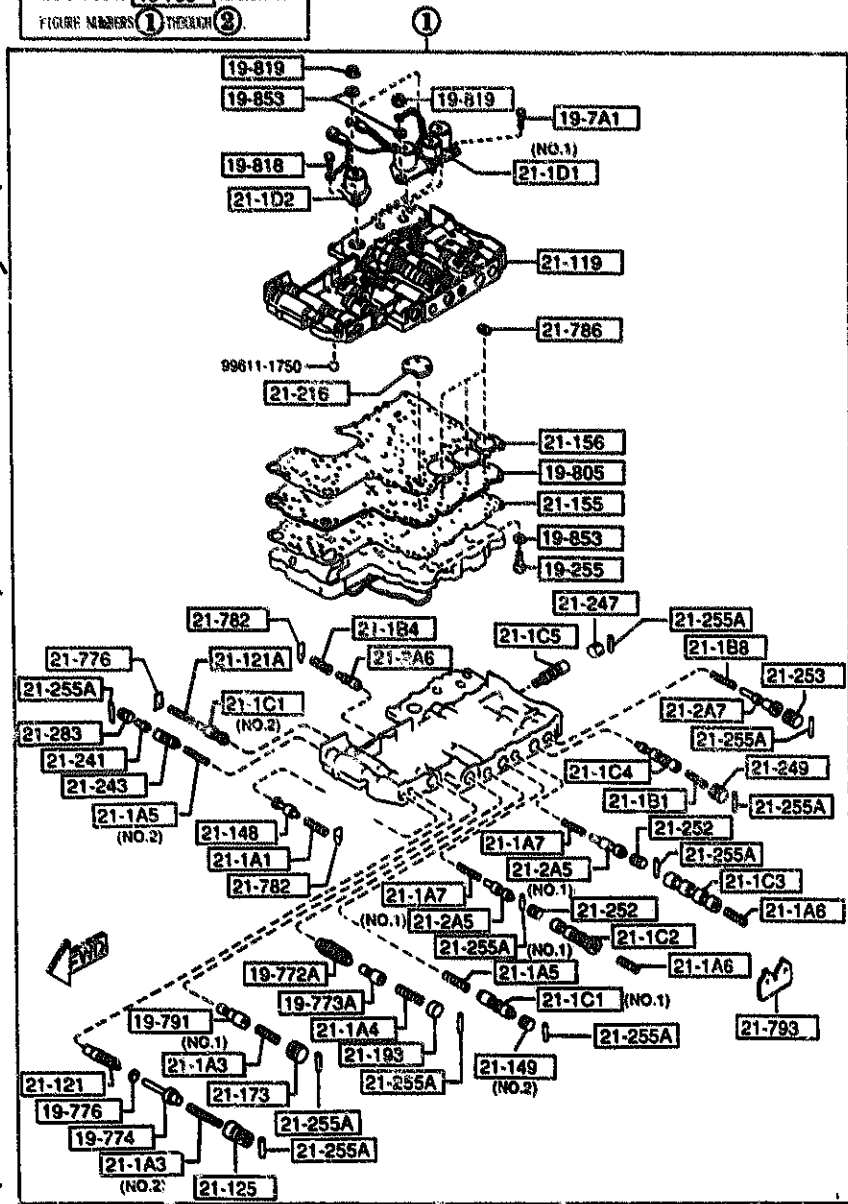 FIGURE NUMBERS ① THROUGH ②.
①
19-819
19-853
19-819
19-7A1
(NO.1)
19-818
21-1D1
21-1D2
21-119
21-786
99611-1750
21-216
21-156
19-805
21-155
19-853
19-255
21-247
21-782
21-1B4
21-1C5
21-255A
21-776
21-121A
21-2A6
21-1B8
21-255A
21-1C1
(NO.2)
21-253
21-283
21-2A7
21-241
21-255A
21-243
21-1C4
21-249
21-1A5
(NO.2)
21-1B1
21-255A
21-148
21-1A7
21-252
21-1A1
21-2A5
(NO.1)
21-255A
21-782
21-1A7
21-1C3
(NO.1)
21-2A5
21-252
21-1A6
21-255A
(NO.1)
21-1C2
FWD
19-772A
21-1A5
21-1A6
19-773A
21-1C1 (NO.1)
19-791
(NO.1)
21-1A4
21-793
21-1A3
21-193
21-255A
21-121
21-173
21-255A
21-149
(NO.2)
19-776
21-255A
19-774
21-255A
21-1A3
(NO.2)
21-125